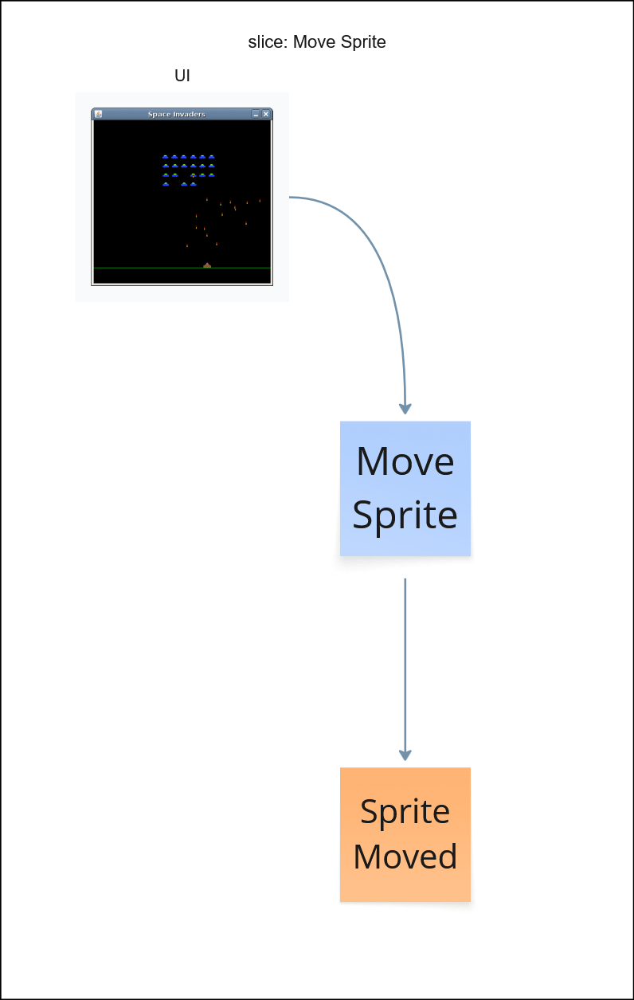 slice: Move Sprite
UI
Space Invaders
Move
Sprite
Sprite
Moved